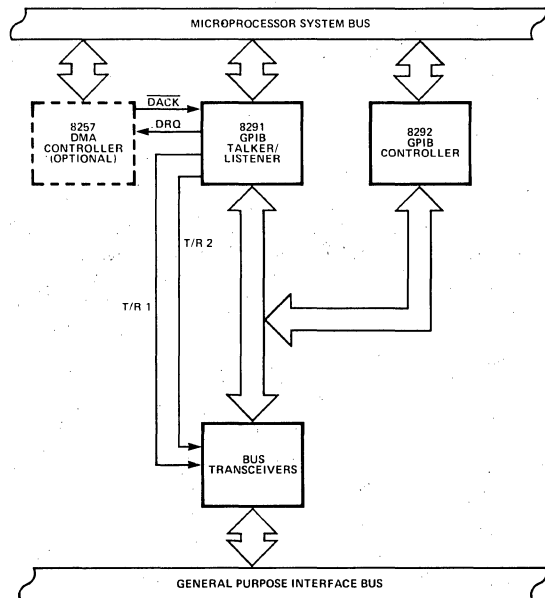 MICROPROCESSOR SYSTEM BUS
DACK
DRQ
8257
DMA
CONTROLLER
(OPTIONAL)
8291
GPIB
TALKER/
LISTENER
8292
GPIB
CONTROLLER
T/R 2
T/R 1
BUS
TRANSCEIVERS
GENERAL PURPOSE INTERFACE BUS